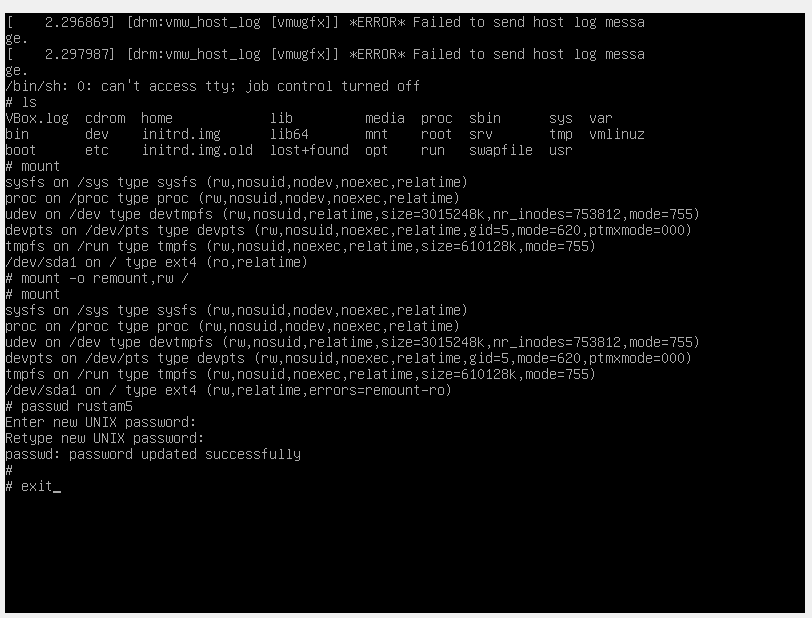 [    2.296869] [drm:vmw_host_log [vmwgfx]] *ERROR* Failed to send host log messa
ge.
[    2.297987] [drm:vmw_host_log [vmwgfx]] *ERROR* Failed to send host log messa
ge.
/bin/sh: 0: can't access tty; job control turned off
# ls
VBox.log  cdrom  home            lib         media  proc  sbin      sys  var
bin       dev    initrd.img      lib64       mnt    root  srv       tmp  vmlinuz
boot      etc    initrd.img.old  lost+found  opt    run   swapfile  usr
# mount
sysfs on /sys type sysfs (rw,nosuid,nodev,noexec,relatime)
proc on /proc type proc (rw,nosuid,nodev,noexec,relatime)
udev on /dev type devtmpfs (rw,nosuid,relatime,size=3015248k,nr_inodes=753812,mode=755)
devpts on /dev/pts type devpts (rw,nosuid,noexec,relatime,gid=5,mode=620,ptmxmode=000)
tmpfs on /run type tmpfs (rw,nosuid,noexec,relatime,size=610128k,mode=755)
/dev/sda1 on / type ext4 (ro,relatime)
# mount -o remount,rw /
# mount
sysfs on /sys type sysfs (rw,nosuid,nodev,noexec,relatime)
proc on /proc type proc (rw,nosuid,nodev,noexec,relatime)
udev on /dev type devtmpfs (rw,nosuid,relatime,size=3015248k,nr_inodes=753812,mode=755)
devpts on /dev/pts type devpts (rw,nosuid,noexec,relatime,gid=5,mode=620,ptmxmode=000)
tmpfs on /run type tmpfs (rw,nosuid,noexec,relatime,size=610128k,mode=755)
/dev/sda1 on / type ext4 (rw,relatime,errors=remount-ro)
# passwd rustam5
Enter new UNIX password:
Retype new UNIX password:
passwd: password updated successfully
#
# exit_